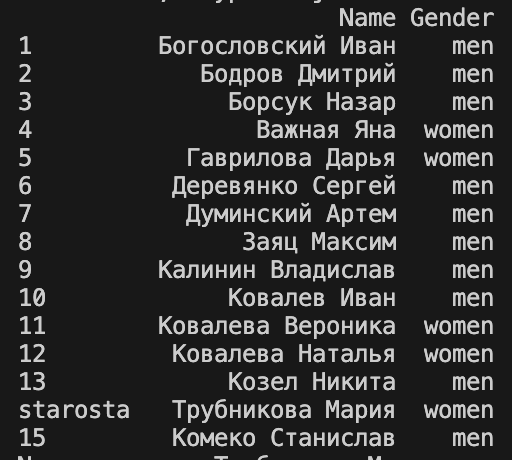 Name Gender
1 Богословский Иван men
2 Бодров Дмитрий men
3 Борсук Назар men
4 Важная Яна women
5 Гаврилова Дарья women
6 Деревянко Сергей men
7 Думинский Артем men
8 Заяц Максим men
9 Калинин Владислав men
10 Ковалев Иван men
11 Ковалева Вероника women
12 Ковалева Наталья women
13 Козел Никита men
starosta Трубникова Мария women
15 Комеко Станислав men